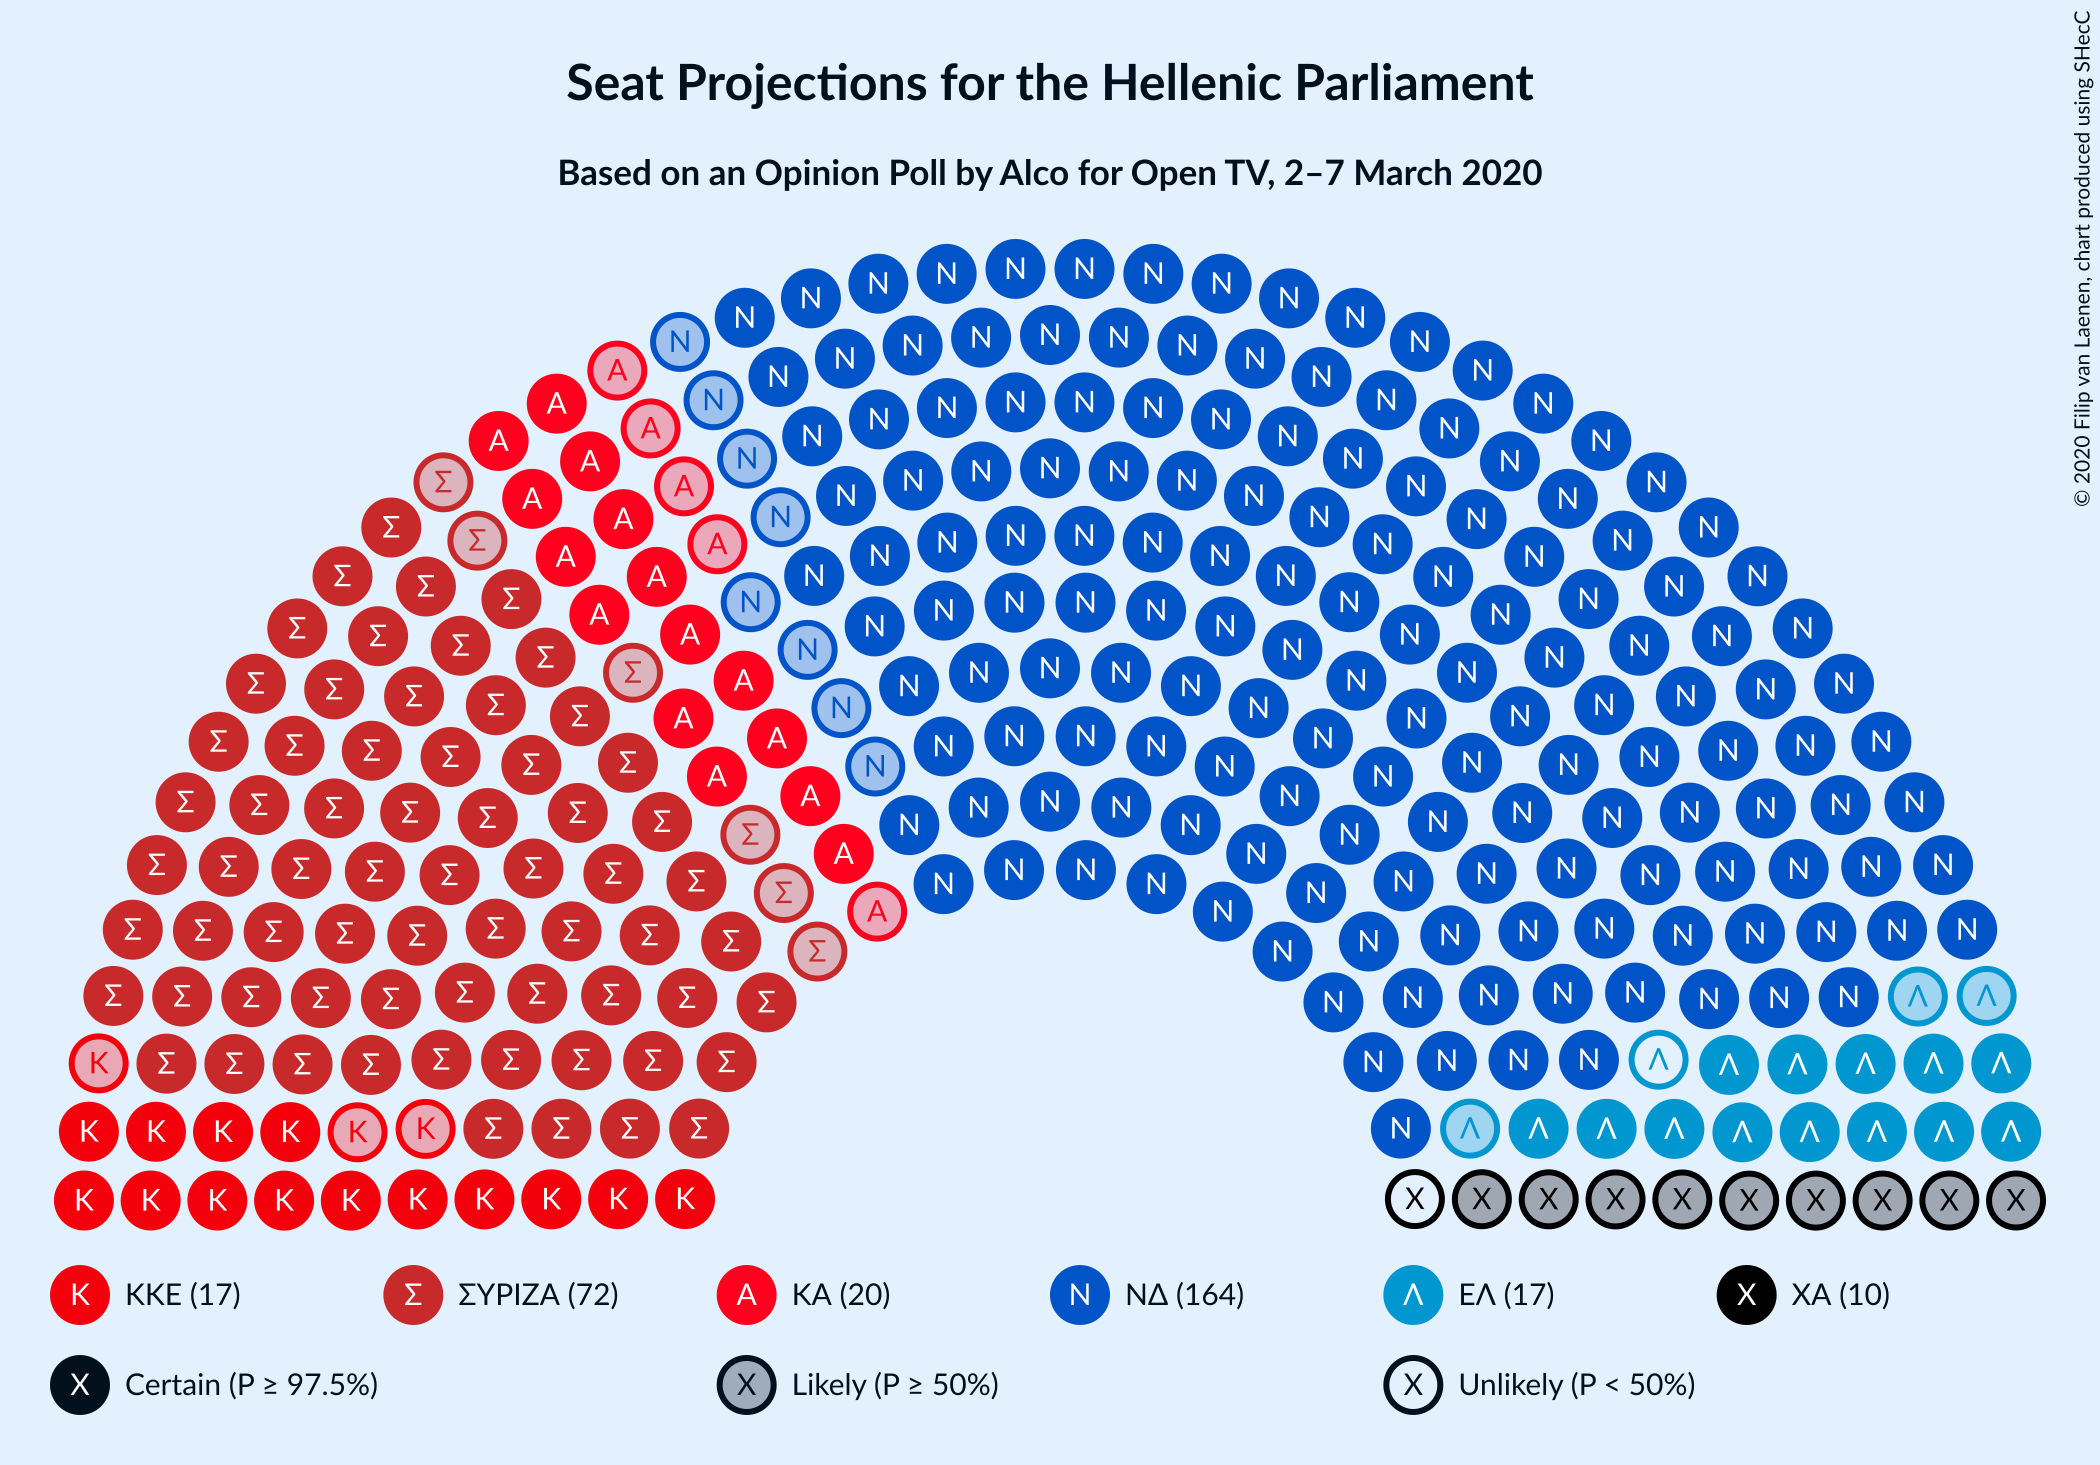 Seat Projections for the Hellenic Parliament
Based on an Opinion Poll by Alco for Open TV, 2–7 March 2020
© 2020 Filip van Laenen, chart produced using SHecC
Κ ΚΚΕ (17) Σ ΣΥΡΙΖΑ (72) Α ΚΑ (20) Ν ΝΔ (164) Λ ΕΛ (17) Χ ΧΑ (10)
X Certain (P ≥ 97.5%) X Likely (P ≥ 50%) X Unlikely (P < 50%)